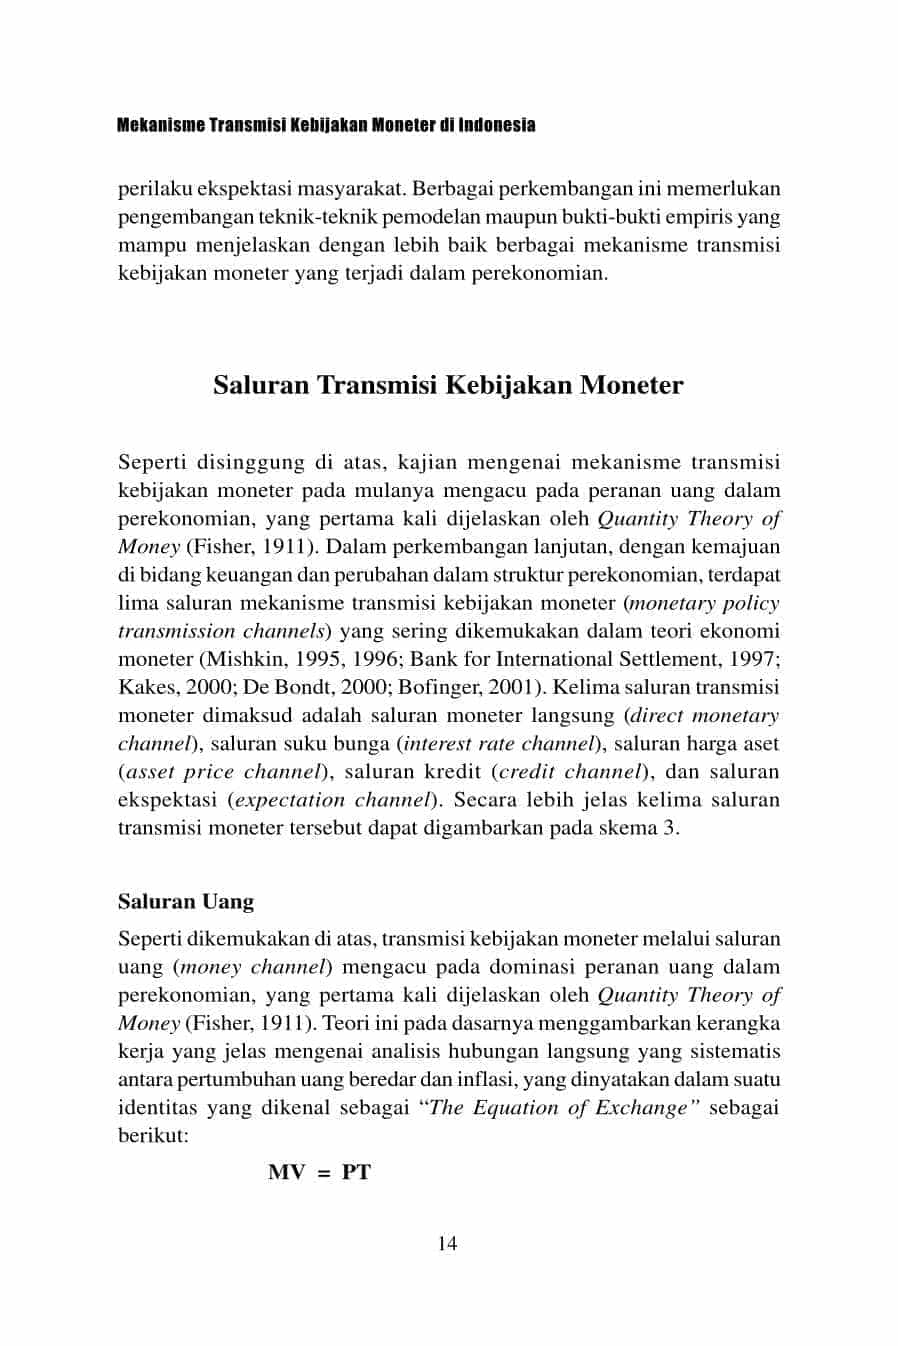 Mekanisme Transmisi Kebijakan Moneter di Indonesia
perilaku ekspektasi masyarakat. Berbagai perkembangan ini memerlukan
pengembangan teknik-teknik pemodelan maupun bukti-bukti empiris yang
mampu menjelaskan dengan lebih baik berbagai mekanisme transmisi
kebijakan moneter yang terjadi dalam perekonomian.
Saluran Transmisi Kebijakan Moneter
Seperti disinggung di atas, kajian mengenai mekanisme transmisi
kebijakan moneter pada mulanya mengacu pada peranan uang dalam
perekonomian, yang pertama kali dijelaskan oleh Quantity Theory of
Money (Fisher, 1911). Dalam perkembangan lanjutan, dengan kemajuan
di bidang keuangan dan perubahan dalam struktur perekonomian, terdapat
lima saluran mekanisme transmisi kebijakan moneter (monetary policy
transmission channels) yang sering dikemukakan dalam teori ekonomi
moneter (Mishkin, 1995, 1996; Bank for International Settlement, 1997;
Kakes, 2000; De Bondt, 2000; Bofinger, 2001). Kelima saluran transmisi
moneter dimaksud adalah saluran moneter langsung (direct monetary
channel), saluran suku bunga (interest rate channel), saluran harga aset
(asset price channel), saluran kredit (credit channel), dan saluran
ekspektasi (expectation channel). Secara lebih jelas kelima saluran
transmisi moneter tersebut dapat digambarkan pada skema 3.
Saluran Uang
Seperti dikemukakan di atas, transmisi kebijakan moneter melalui saluran
uang (money channel) mengacu pada dominasi peranan uang dalam
perekonomian, yang pertama kali dijelaskan oleh Quantity Theory of
Money (Fisher, 1911). Teori ini pada dasarnya menggambarkan kerangka
kerja yang jelas mengenai analisis hubungan langsung yang sistematis
antara pertumbuhan uang beredar dan inflasi, yang dinyatakan dalam suatu
identitas yang dikenal sebagai “The Equation of Exchange” sebagai
berikut:
MV = PT
14